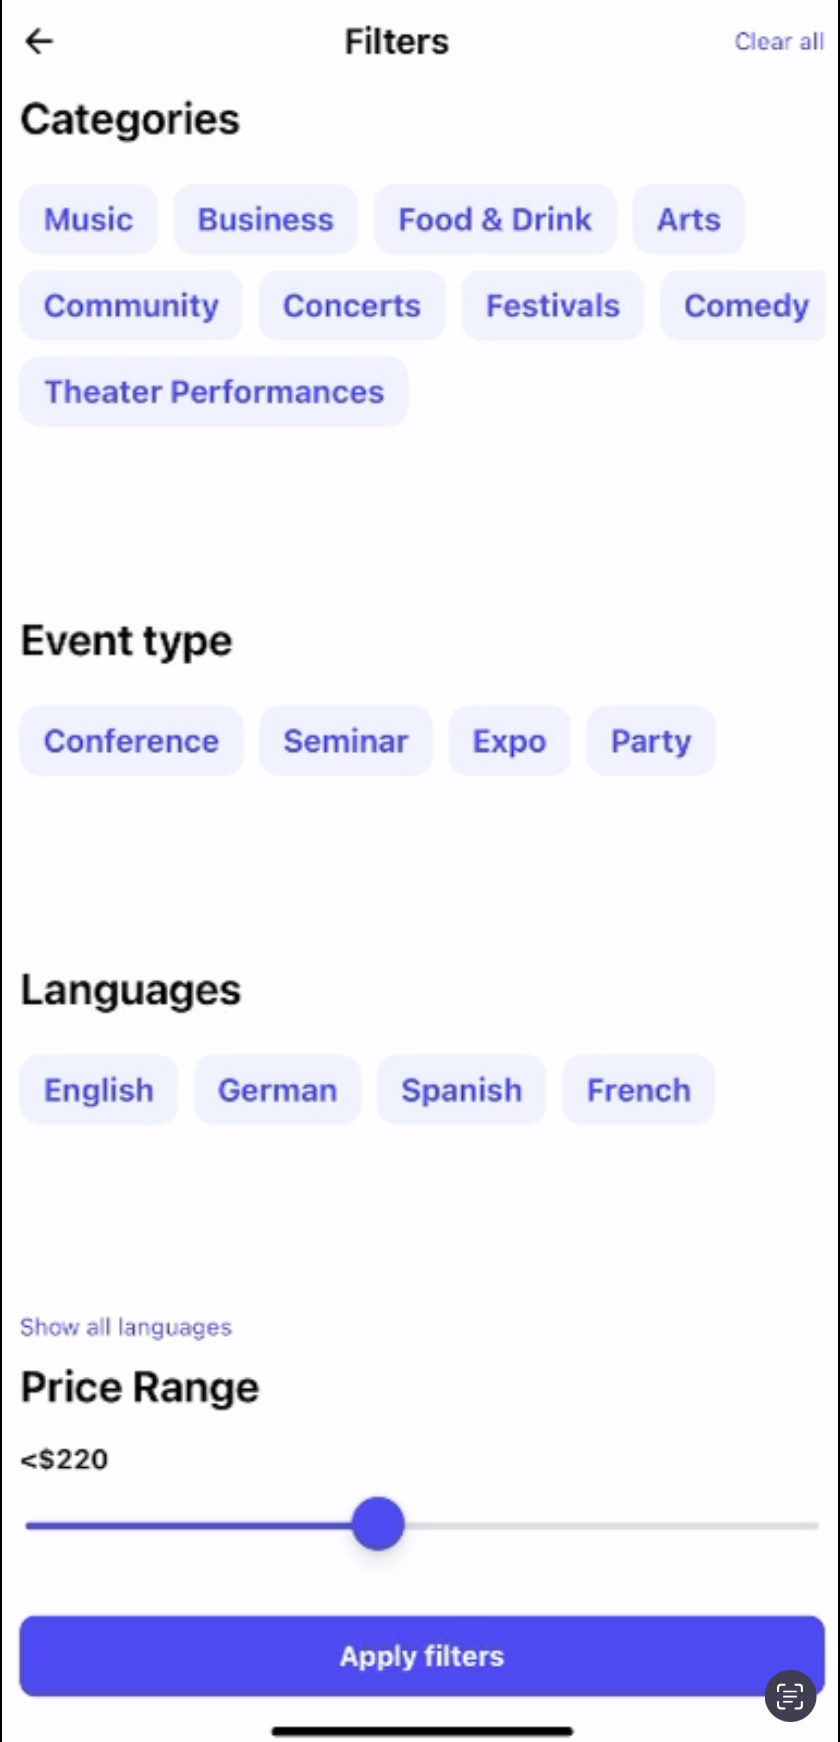 Filters Clear all
Categories
Music Business Food & Drink Arts
Community Concerts Festivals Comedy
Theater Performances
Event type
Conference Seminar Expo Party
Languages
English German Spanish French
Show all languages
Price Range
<$220
Apply filters